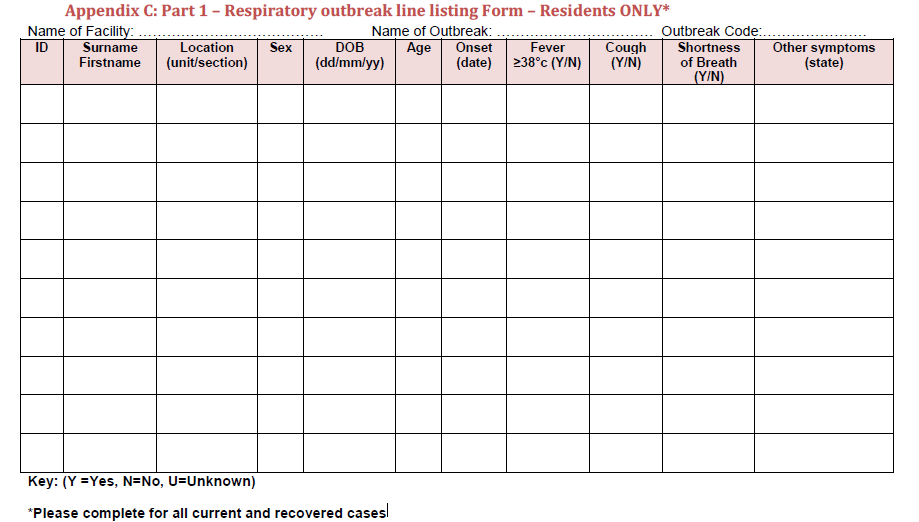 Appendix C: Part 1 – Respiratory outbreak line listing Form – Residents ONLY*
Name of Facility: ………………………………… Name of Outbreak: …………………………… Outbreak Code:………………….
ID Surname Location Sex DOB Age Onset Fever Cough Shortness Other symptoms
Firstname (unit/section) (dd/mm/yy) (date) ≥38°c (Y/N) (Y/N) of Breath (state)
(Y/N)
Key: (Y =Yes, N=No, U=Unknown)
*Please complete for all current and recovered cases